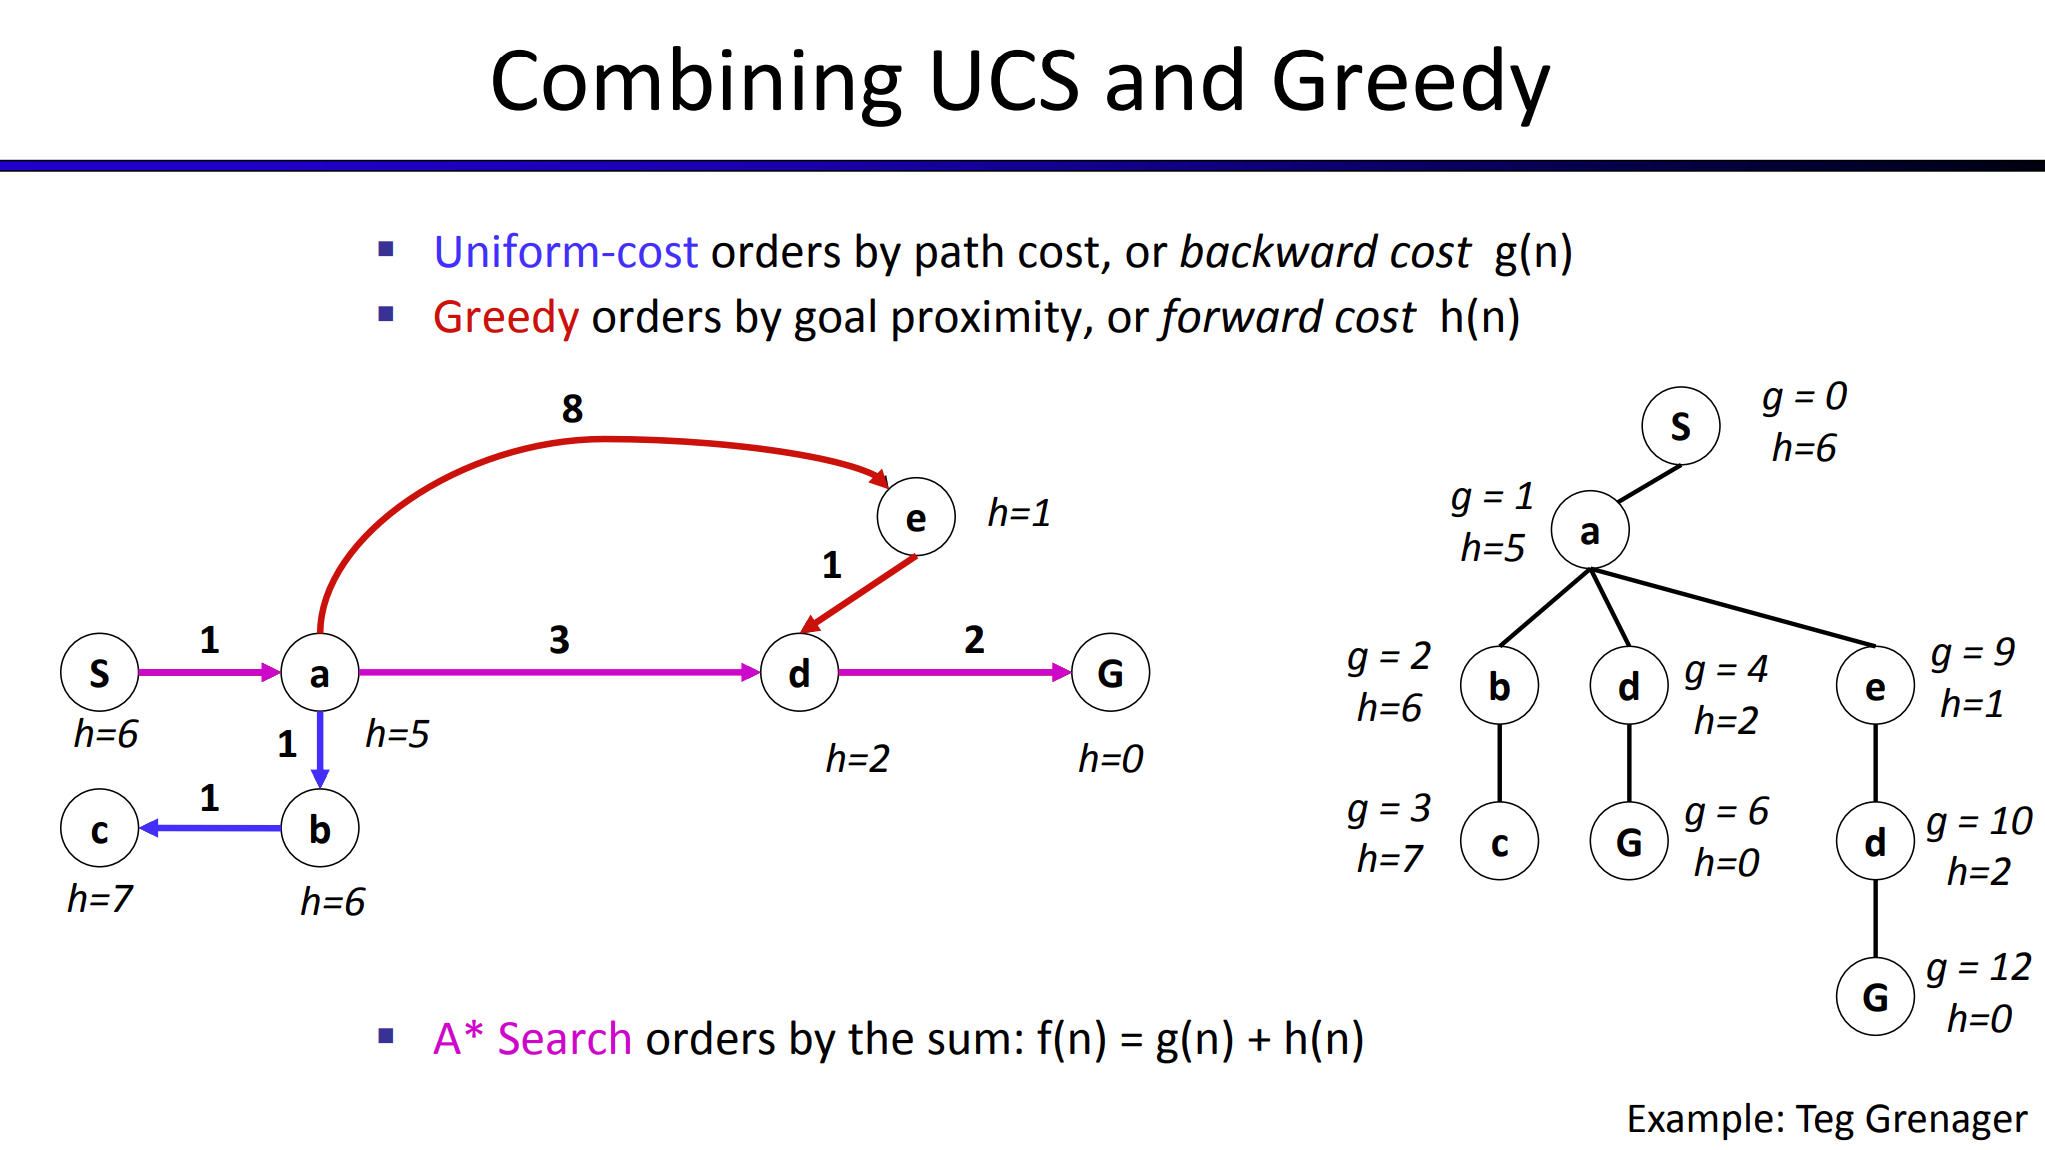 Combining UCS and Greedy
Uniform-cost orders by path cost, or backward cost g(n)
Greedy orders by goal proximity, or forward cost h(n)
8
e
h=1
1
S
1
a
3
d
2
G
h=6
1
h=5
h=2
h=0
c
1
b
h=7
h=6
S
g = 0
h=6
g = 1
h=5
a
g = 2
h=6
b
d
g = 4
h=2
e
g = 9
h=1
g = 3
h=7
c
G
g = 6
h=0
d
g = 10
h=2
G
g = 12
h=0
A* Search orders by the sum: f(n) = g(n) + h(n)
Example: Teg Grenager